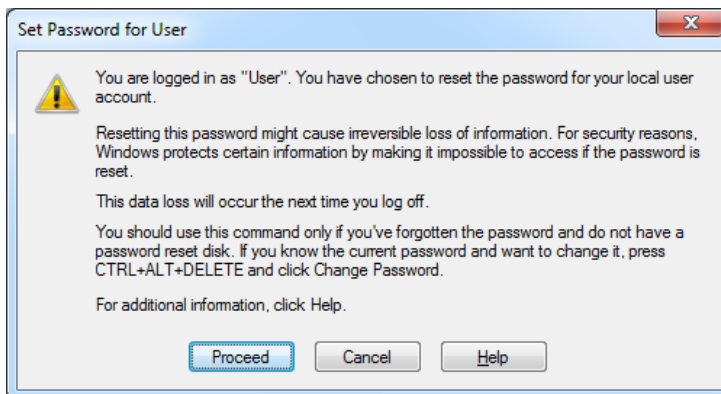 Set Password for User
You are logged in as "User". You have chosen to reset the password for your local user
account.
Resetting this password might cause irreversible loss of information. For security reasons,
Windows protects certain information by making it impossible to access if the password is
reset.
This data loss will occur the next time you log off.
You should use this command only if you've forgotten the password and do not have a
password reset disk. If you know the current password and want to change it, press
CTRL+ALT+DELETE and click Change Password.
For additional information, click Help.
Proceed Cancel Help